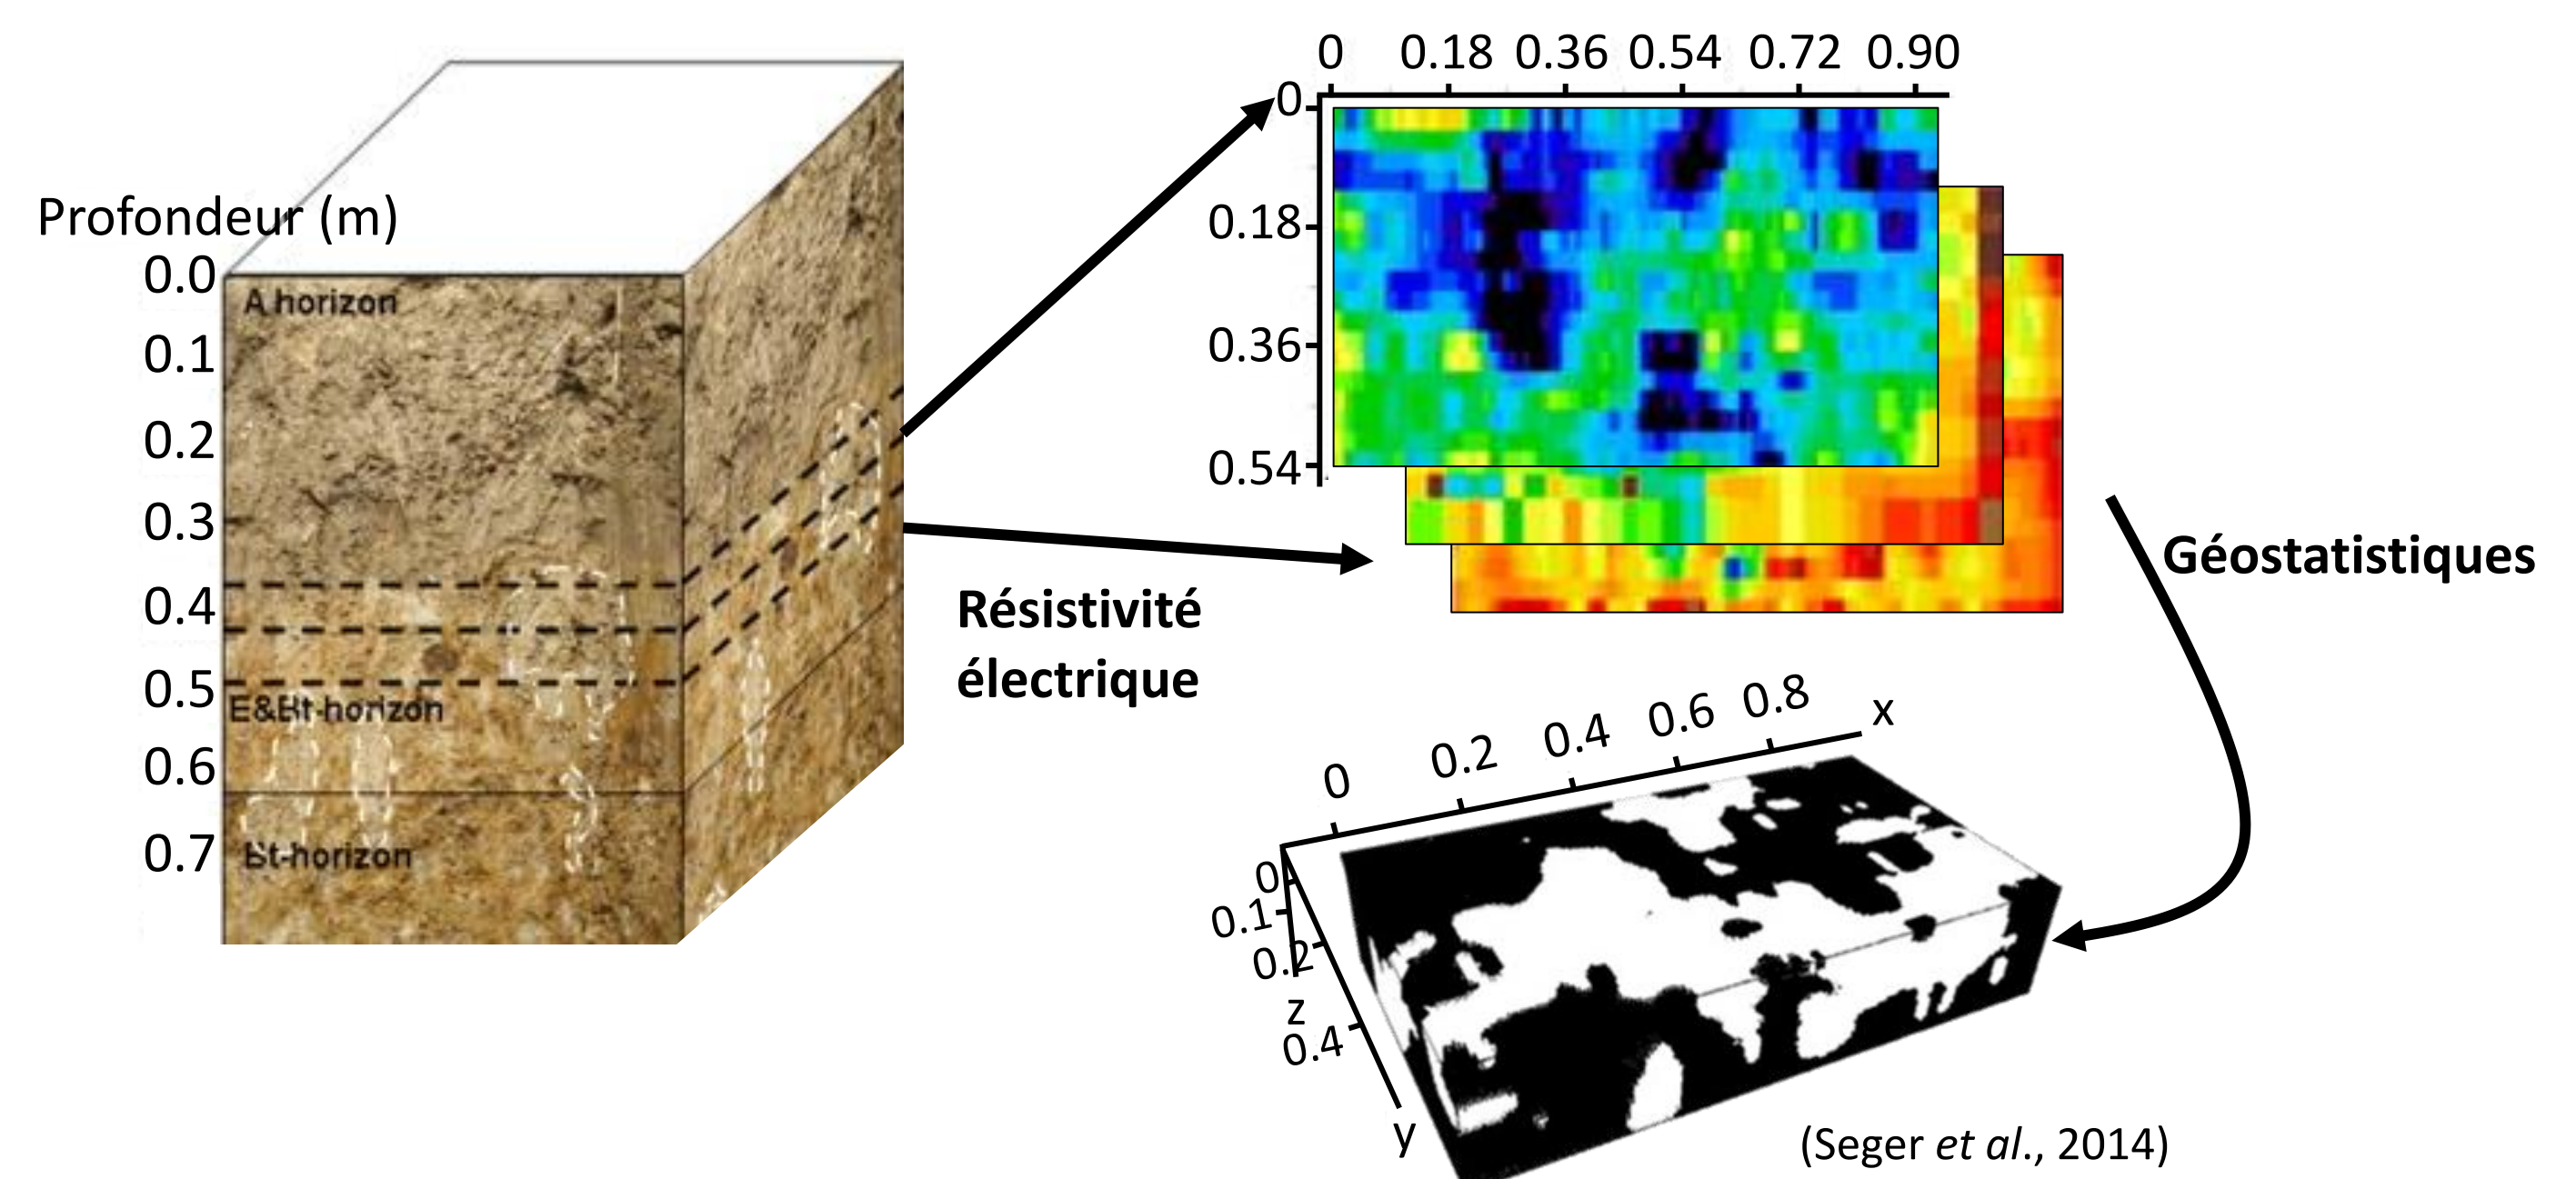 Profondeur (m)
0.0
0.1
0.2
0.3
0.4
0.5
0.6
0.7
A horizon
E&Bt-horizon
Bt-horizon
Résistivité
électrique
0 0.18 0.36 0.54 0.72 0.90
0
0.18
0.36
0.54
Géostatistiques
0 0.2 0.4 0.6 0.8 x
0
0.1
0.2
z
0.4
y
(Seger et al., 2014)